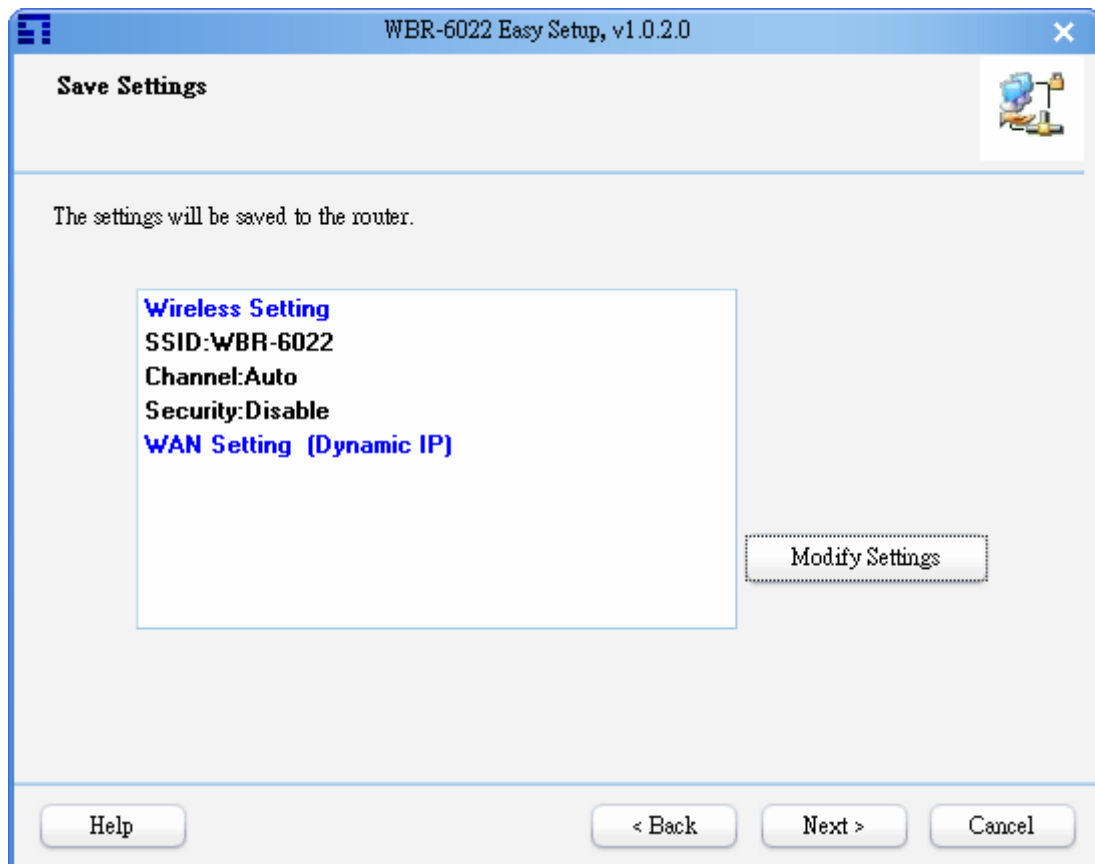 WBR-6022 Easy Setup, v1.0.2.0
Save Settings
The settings will be saved to the router.
Wireless Setting
SSID:WBR-6022
Channel:Auto
Security:Disable
WAN Setting  (Dynamic IP)
Modify Settings
Help
< Back
Next >
Cancel